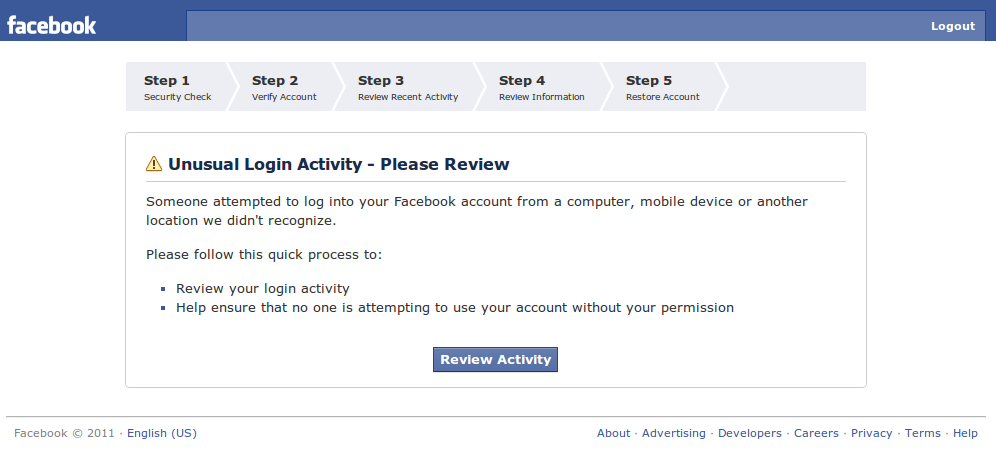 facebook
Logout
Step 1
Security Check
Step 2
Verify Account
Step 3
Review Recent Activity
Step 4
Review Information
Step 5
Restore Account
Unusual Login Activity - Please Review
Someone attempted to log into your Facebook account from a computer, mobile device or another
location we didn't recognize.
Please follow this quick process to:
Review your login activity
Help ensure that no one is attempting to use your account without your permission
Review Activity
Facebook © 2011 · English (US)
About · Advertising · Developers · Careers · Privacy · Terms · Help